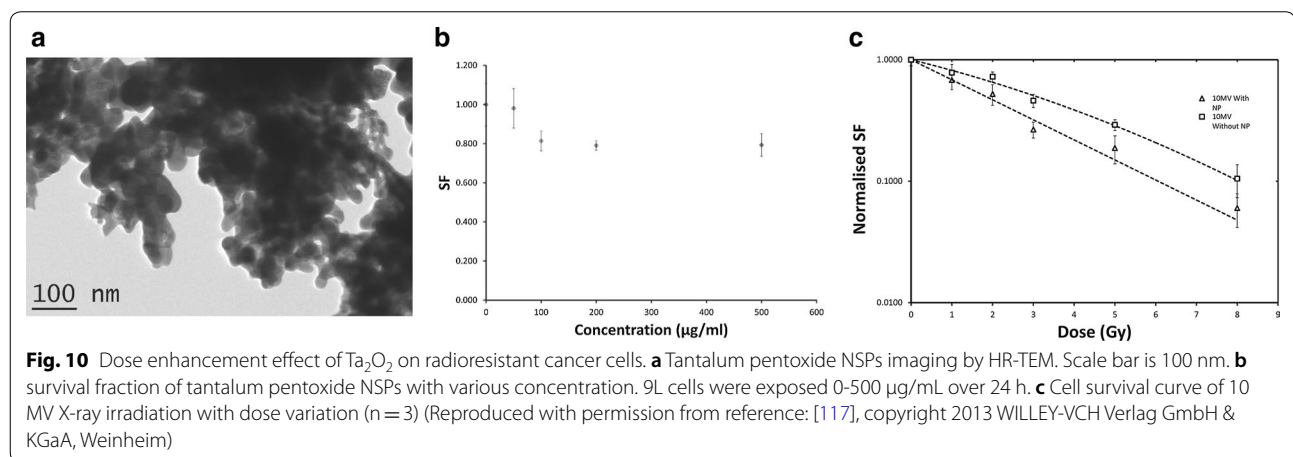 a
100 nm
b
1.200
1.000
0.800
0.600
0.400
0.200
0.000
SF
0 100 200 300 400 500 600
Concentration (µg/ml)
c
1.0000
0.1000
0.0100
Normalised SF
10MV With
NP
10MV
Without NP
0 1 2 3 4 5 6 7 8 9
Dose (Gy)
Fig. 10 Dose enhancement effect of Ta₂O₂ on radioresistant cancer cells. a Tantalum pentoxide NSPs imaging by HR-TEM. Scale bar is 100 nm. b
survival fraction of tantalum pentoxide NSPs with various concentration. 9L cells were exposed 0-500 µg/mL over 24 h. c Cell survival curve of 10
MV X-ray irradiation with dose variation (n = 3) (Reproduced with permission from reference: [117], copyright 2013 WILLEY-VCH Verlag GmbH &
KGaA, Weinheim)